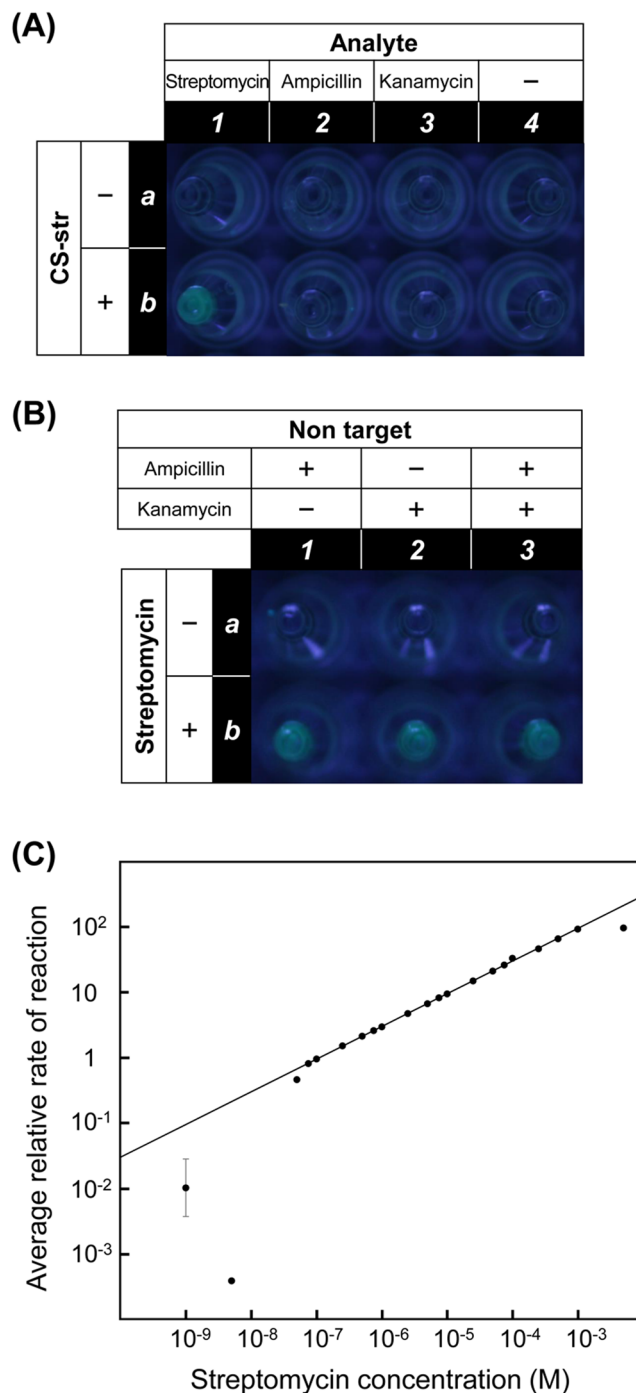 (A)
Analyte
Streptomycin Ampicillin Kanamycin −
1 2 3 4
CS-str
− a
+ b
(B)
Non target
Ampicillin + − +
Kanamycin − + +
1 2 3
Streptomycin
− a
+ b
(C)
Average relative rate of reaction
10²
10
1
10⁻¹
10⁻²
10⁻³
10⁻⁹ 10⁻⁸ 10⁻⁷ 10⁻⁶ 10⁻⁵ 10⁻⁴ 10⁻³
Streptomycin concentration (M)